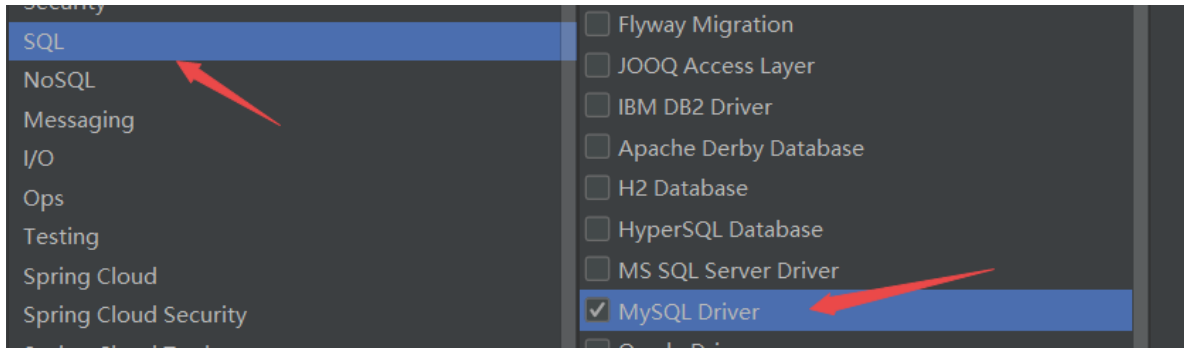 Security
SQL
NoSQL
Messaging
I/O
Ops
Testing
Spring Cloud
Spring Cloud Security
Flyway Migration
JOOQ Access Layer
IBM DB2 Driver
Apache Derby Database
H2 Database
HyperSQL Database
MS SQL Server Driver
MySQL Driver